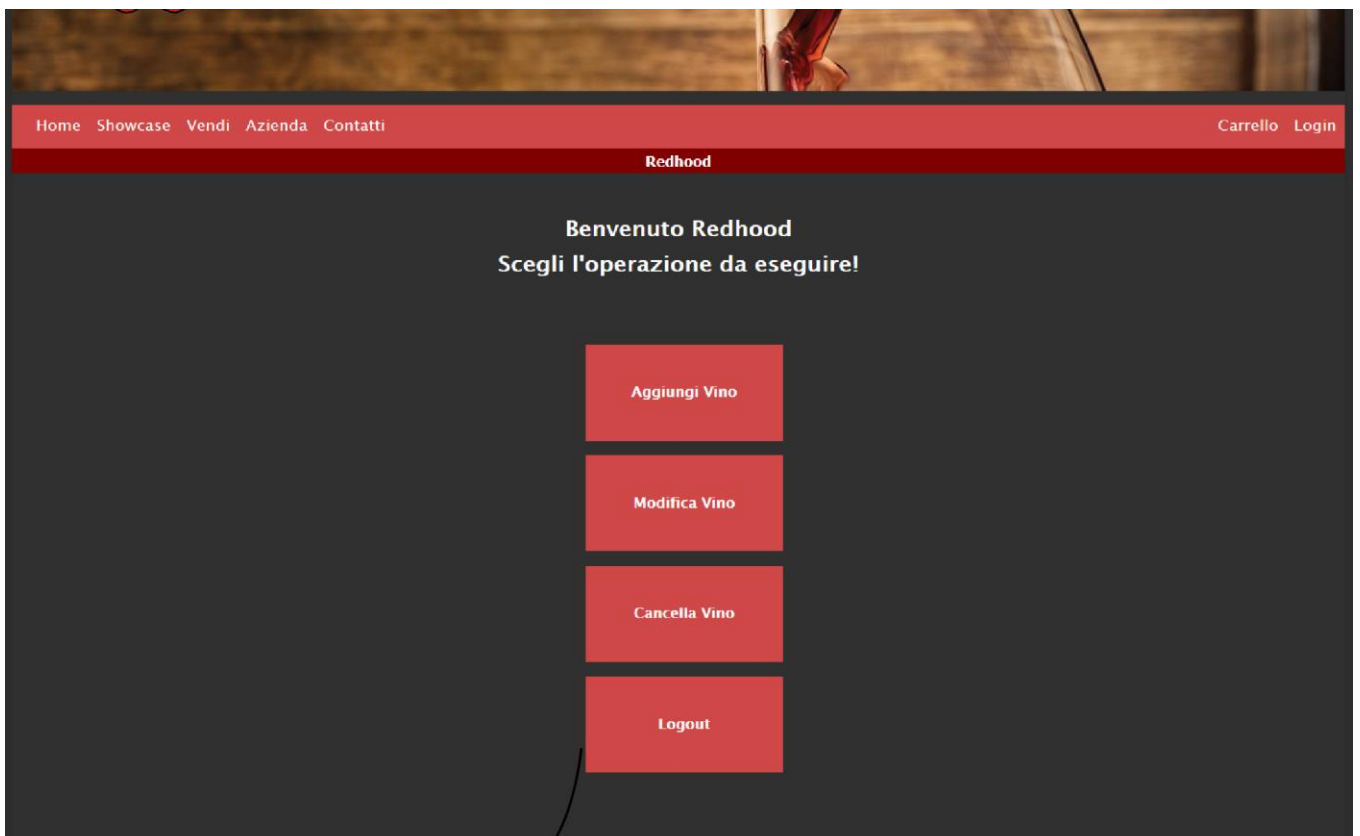 Home Showcase Vendi Azienda Contatti Carrello Login
Redhood
Benvenuto Redhood
Scegli l'operazione da eseguire!
Aggiungi Vino
Modifica Vino
Cancella Vino
Logout